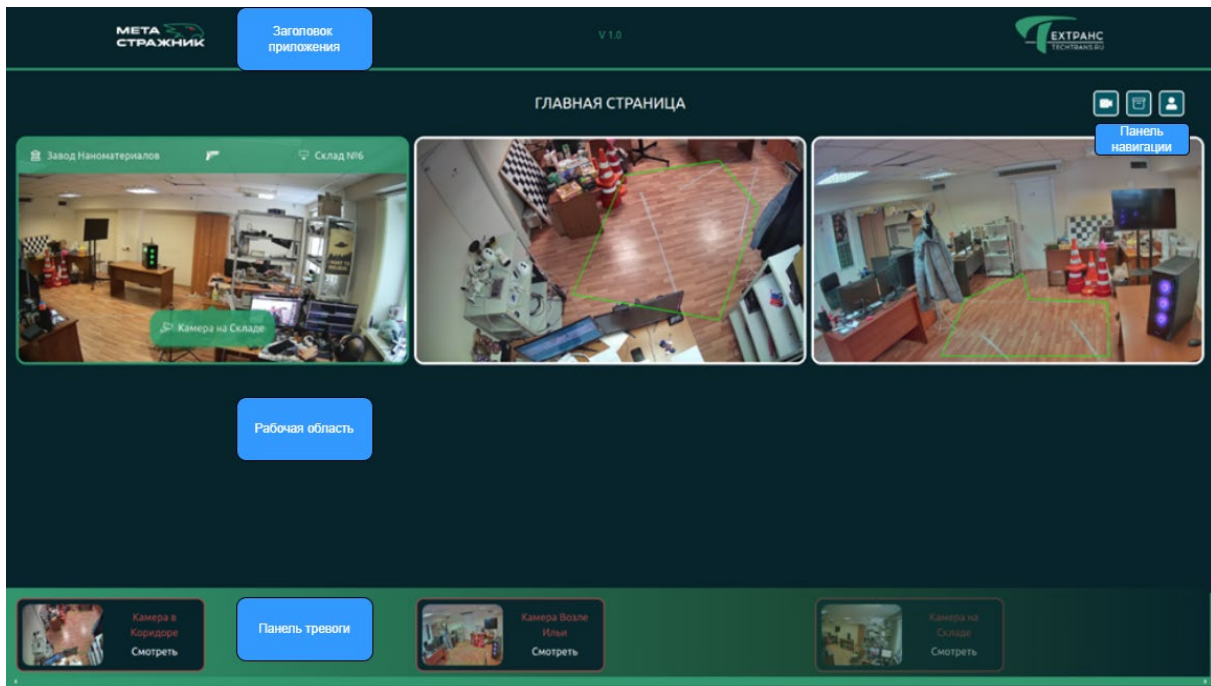 МЕТА
СТРАЖНИК
Заголовок
приложения
V 1.0
ТЕХТРАНС
TECHTRANS.RU
ГЛАВНАЯ СТРАНИЦА
Панель
навигации
Завод Наноматериалов
Склад №6
Камера на Складе
Рабочая область
Камера в
Коридоре
Смотреть
Панель тревоги
Камера Возле
Ильи
Смотреть
Камера на
Складе
Смотреть